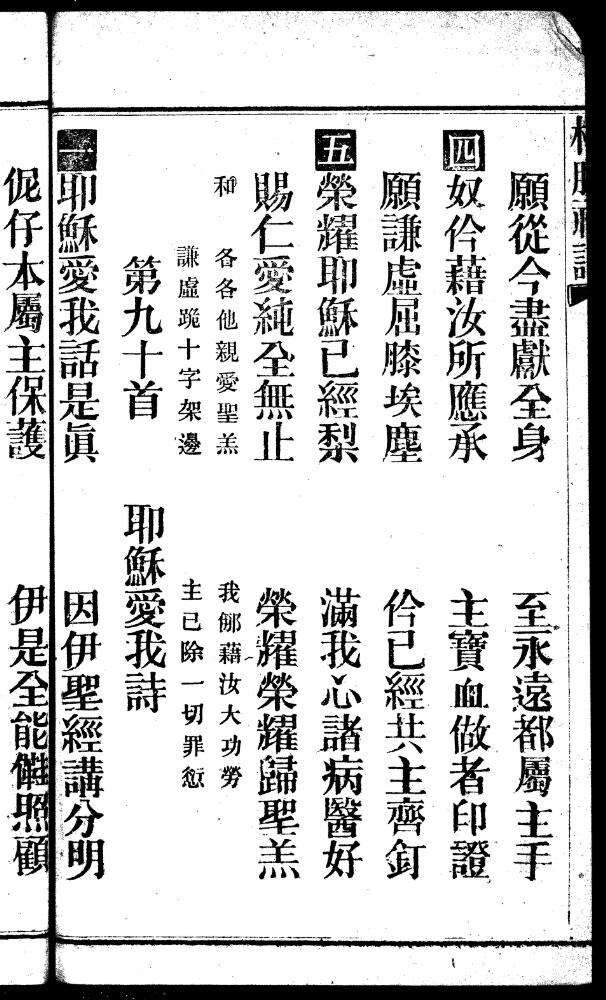 願從今盡獻全身 至永遠都屬主手
四 奴伶藉汝所應承 主寶血做者印證
願謙虛屈膝埃塵 伶已經共主齊釘
五 榮耀耶穌已經梨 滿我心諸病醫好
賜仁愛純全無止 榮耀榮耀歸聖羔
和 各各他親愛聖羔 我𠆧藉汝大功勞
謙虛跪十字架邊 主已除一切罪愆
第九十首 耶穌愛我詩
一 耶穌愛我話是眞 因伊聖經講分明
伲仔本屬主保護 伊是全能𠍁照顧